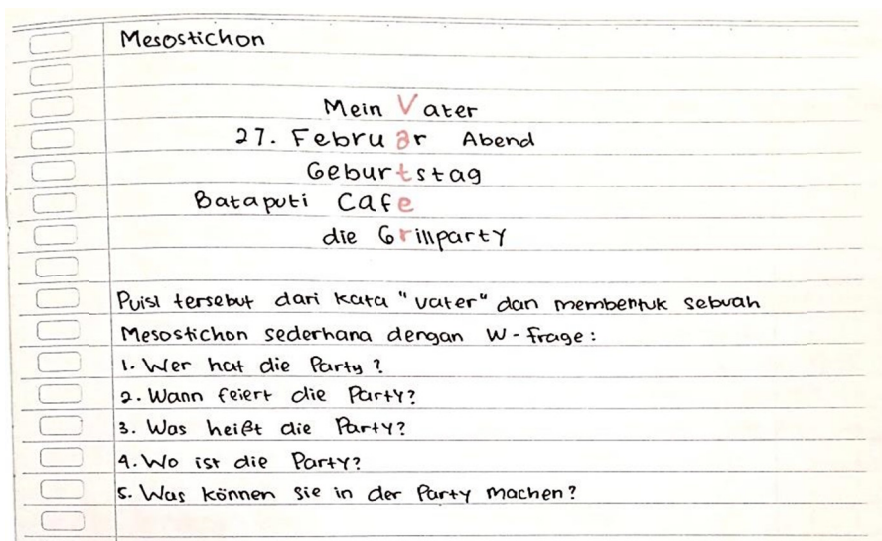 Mesostichon
Mein Vater
27. Februar Abend
Geburtstag
Bataputi Cafe
die Grillparty
Puisi tersebut dari kata "vater" dan membentuk sebuah
Mesostichon sederhana dengan W-frage:
1. Wer hat die Party?
2. Wann feiert die Party?
3. Was heißt die Party?
4. Wo ist die Party?
5. Was können sie in der Party machen?